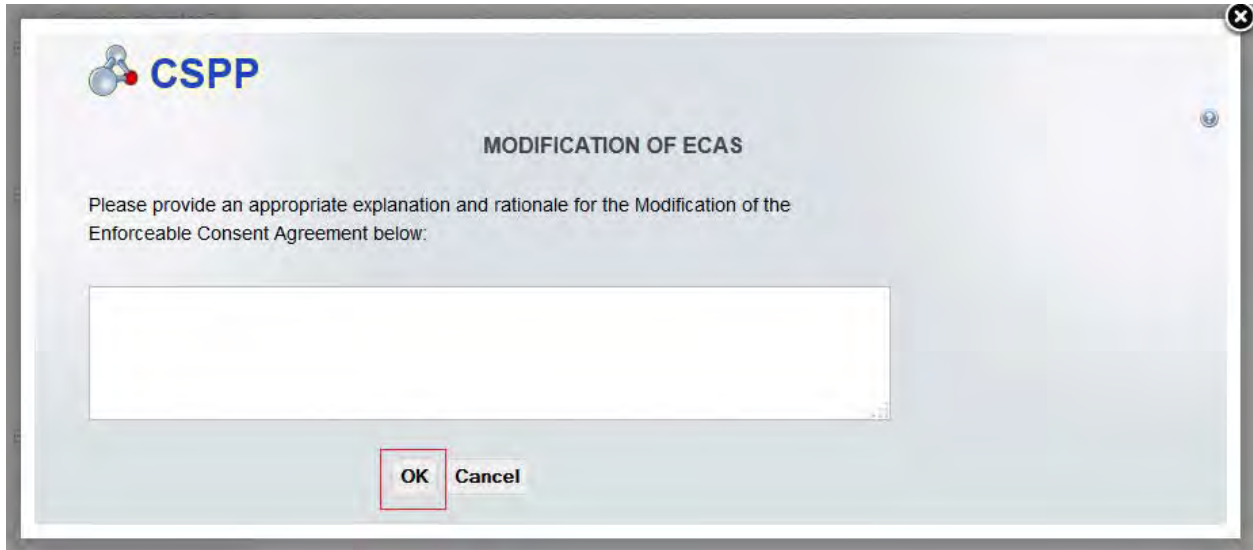 CSPP
MODIFICATION OF ECAS
Please provide an appropriate explanation and rationale for the Modification of the
Enforceable Consent Agreement below:
OK Cancel